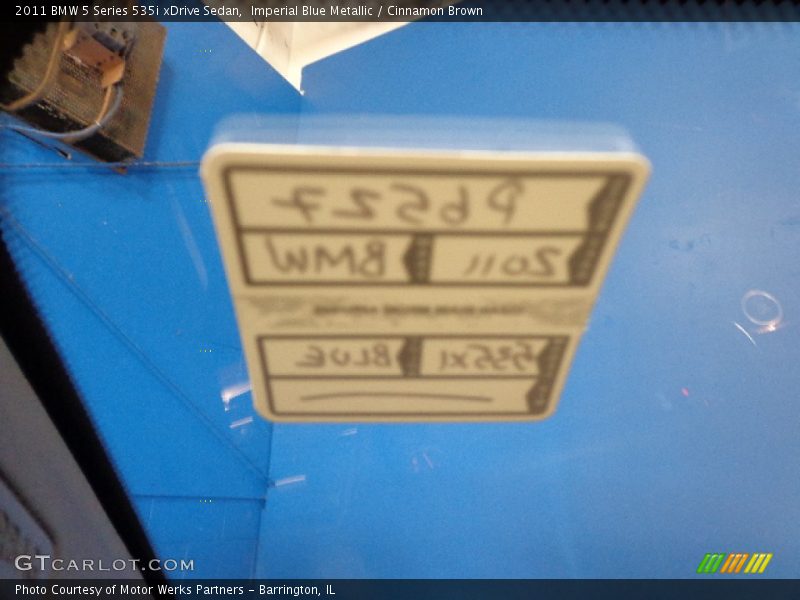 2011 BMW 5 Series 535i xDrive Sedan, Imperial Blue Metallic / Cinnamon Brown
P6527
2011 BMW
535xi BLUE
GTCARLOT.COM
Photo Courtesy of Motor Werks Partners - Barrington, IL